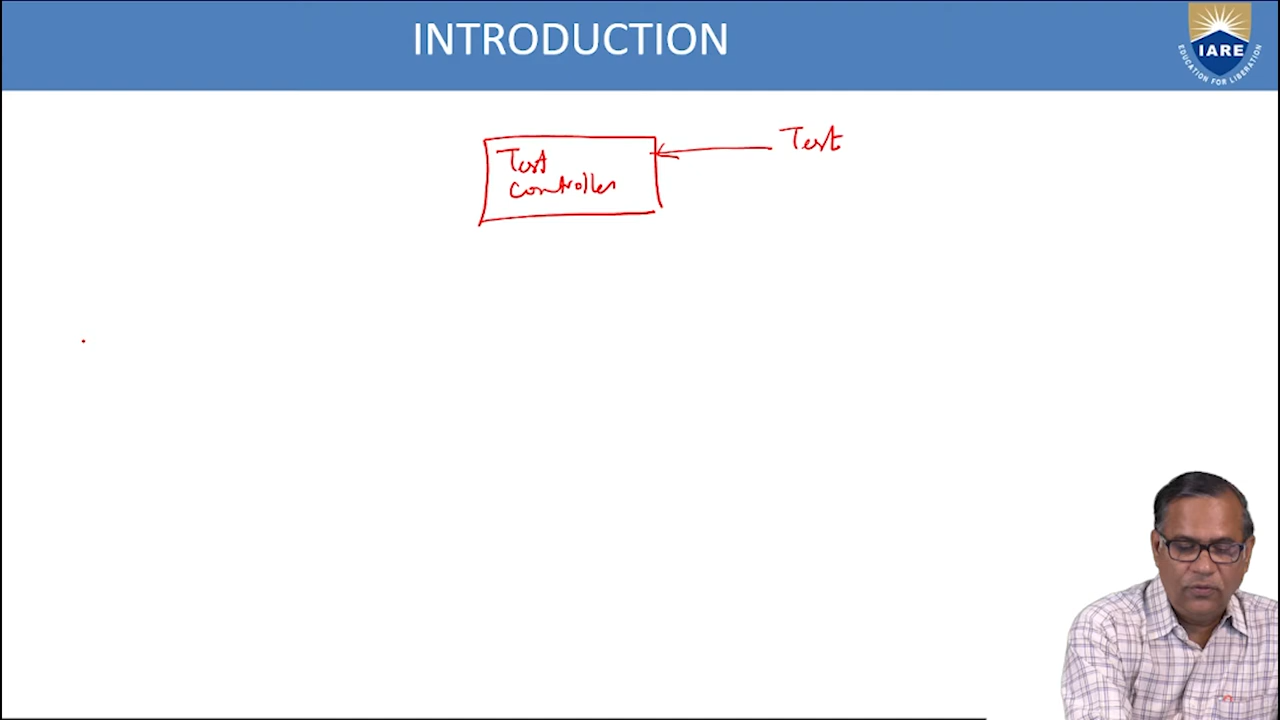 INTRODUCTION
IARE
EDUCATION FOR LIBERATION
Test
Test
controller